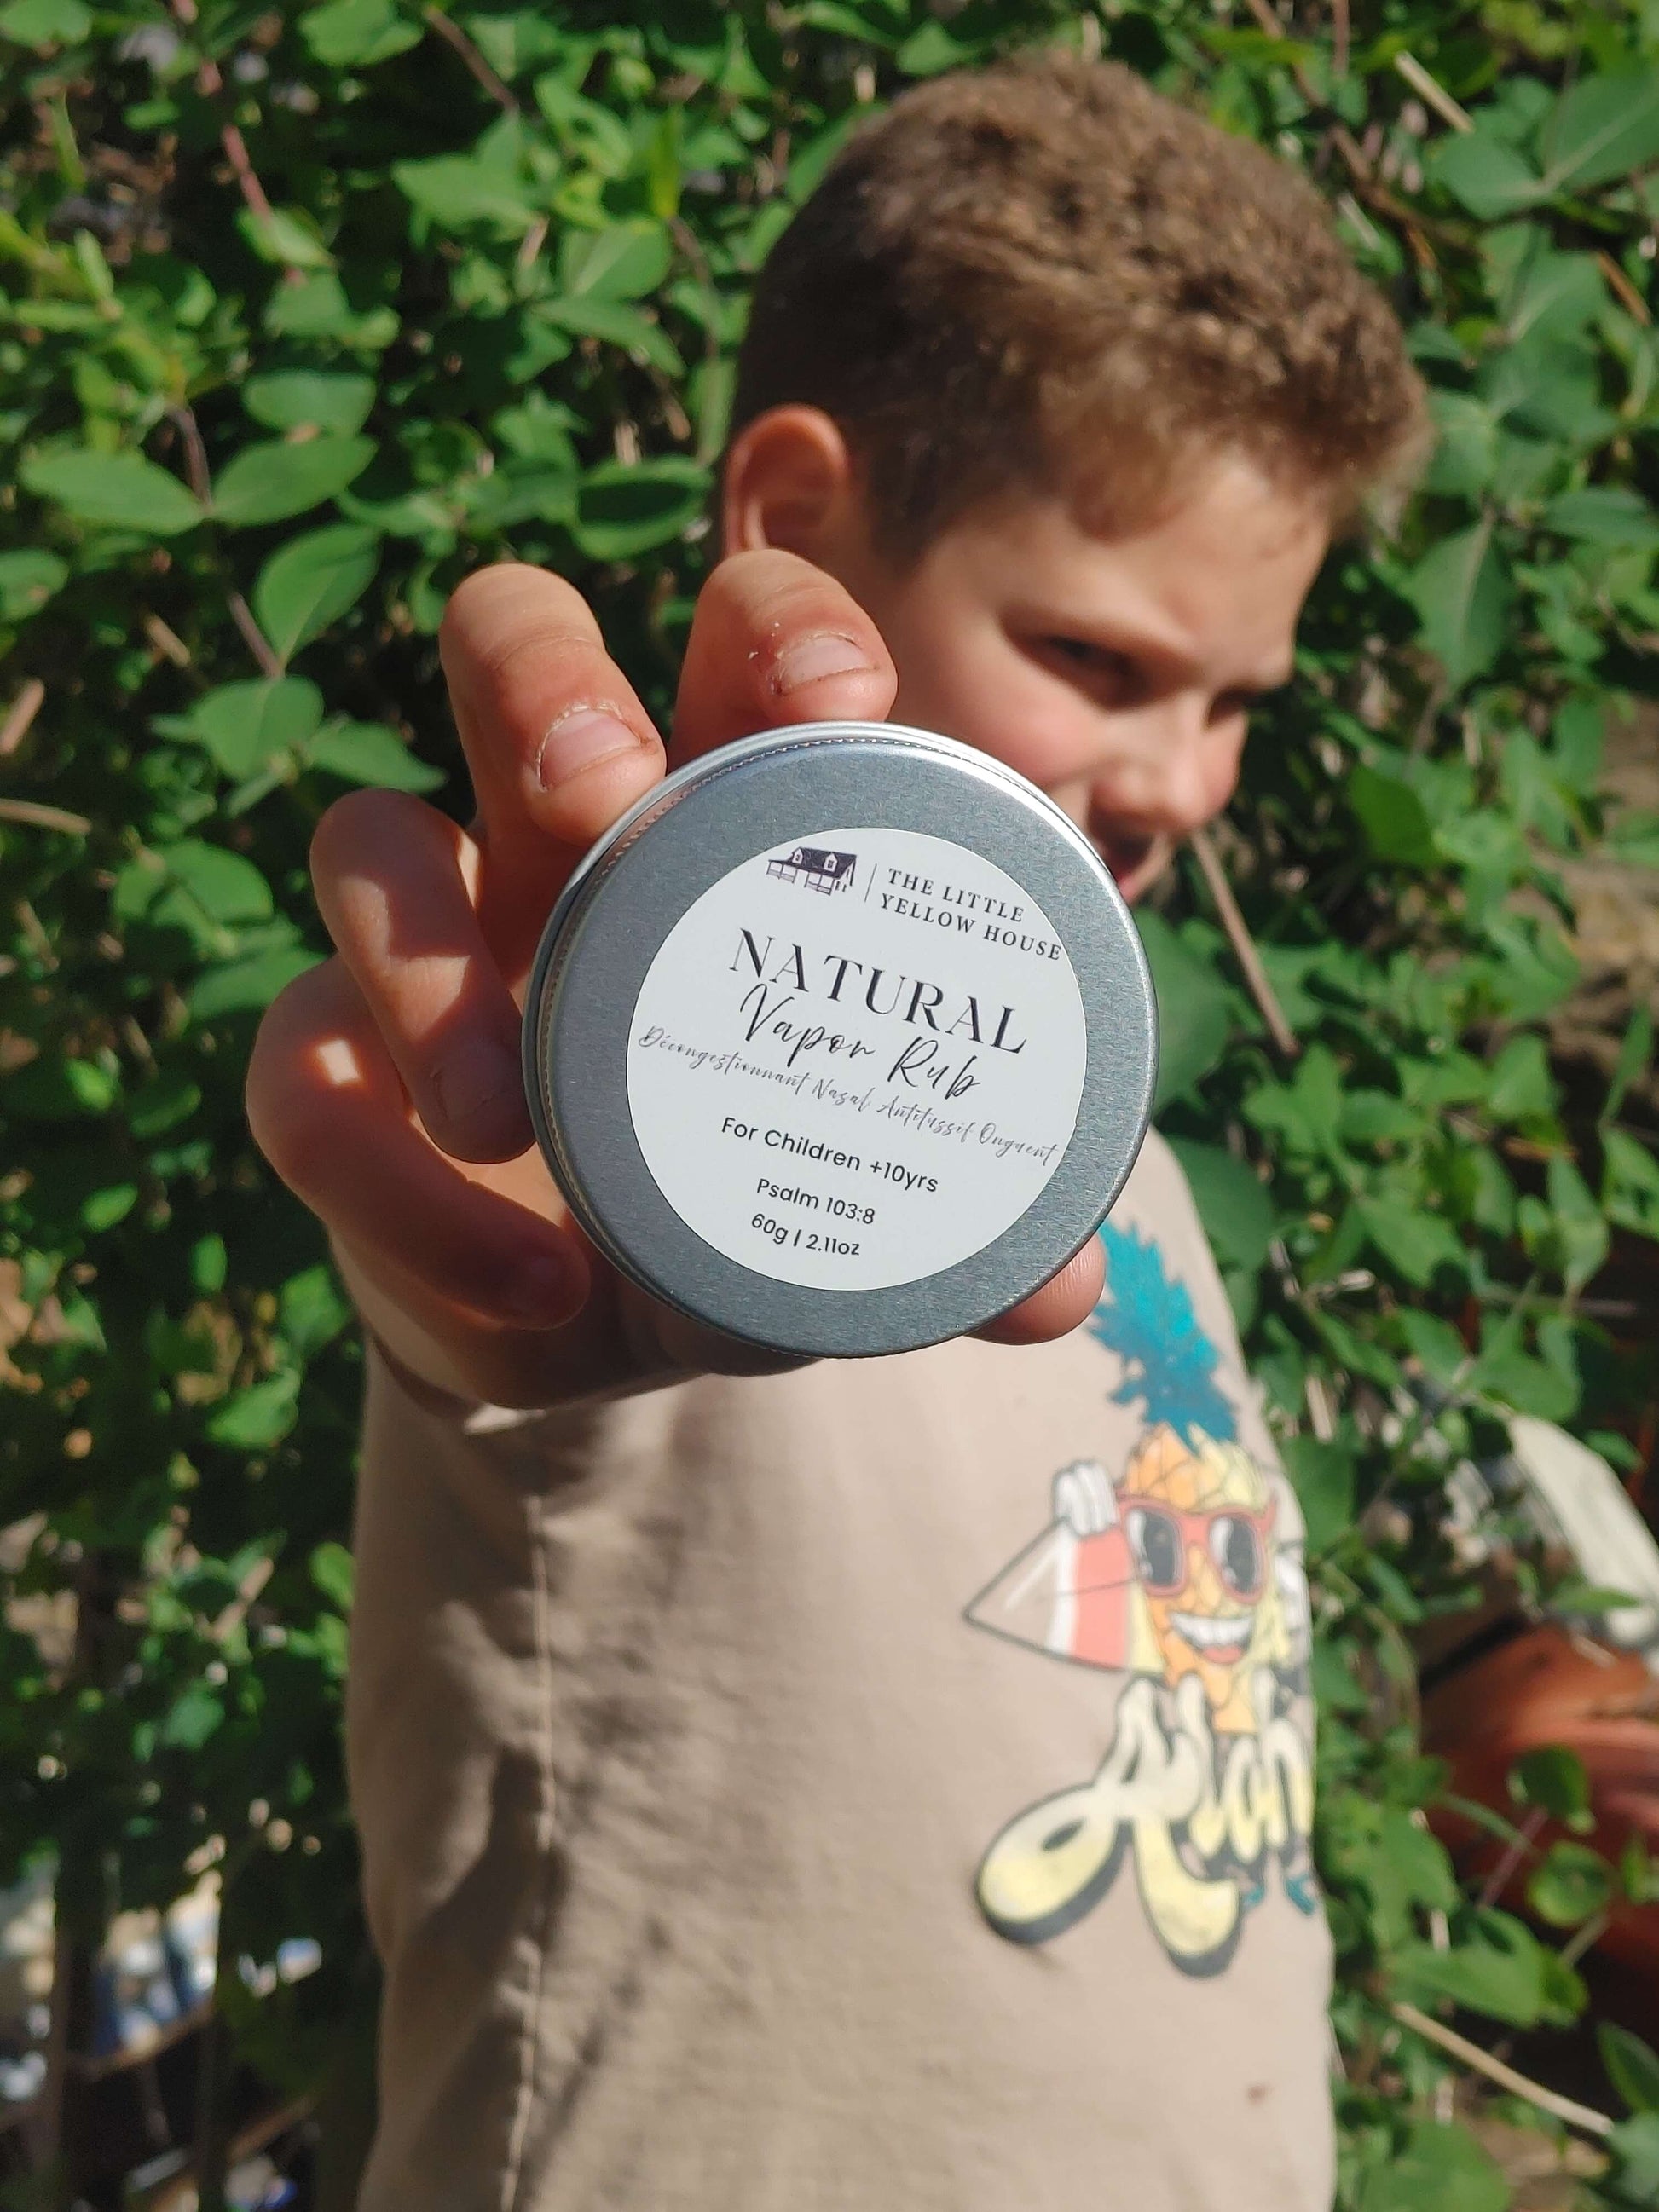 THE LITTLE
YELLOW HOUSE
NATURAL
Vapor Rub
Décongestionnant Nasal Antitussif Onguent
For Children +10yrs
Psalm 103:8
60g | 2.11oz